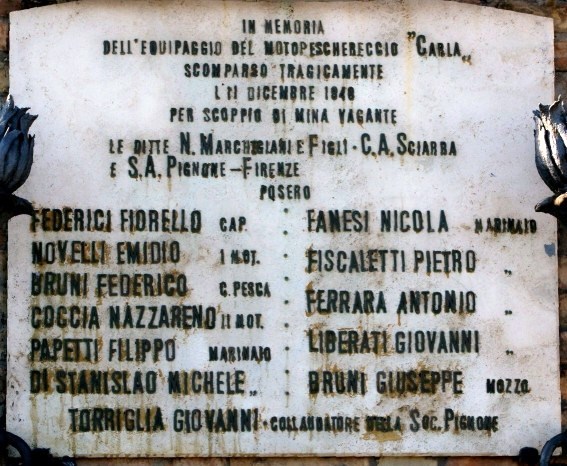 IN MEMORIA
DELL'EQUIPAGGIO DEL MOTOPESCHERECCIO "CARLA"
SCOMPARSO TRAGICAMENTE
L'11 DICEMBRE 1946
PER SCOPPIO DI MINA VAGANTE
LE DITTE N. MARCHEGIANI E FIGLI - C.A. SCIARRA
E S.A. PIGNONE - FIRENZE
POSERO
FEDERICI FIORELLO CAP. FANESI NICOLA MARINAIO
NOVELLI EMIDIO I MOT. FISCALETTI PIETRO "
BRUNI FEDERICO C. PESCA FERRARA ANTONIO "
COCCIA NAZZARENO II MOT. LIBERATI GIOVANNI "
PAPETTI FILIPPO MARINAIO BRUNI GIUSEPPE MOZZO
DI STANISLAO MICHELE "
TORRIGLIA GIOVANNI - COLLAUDATORE DELLA SOC. PIGNONE